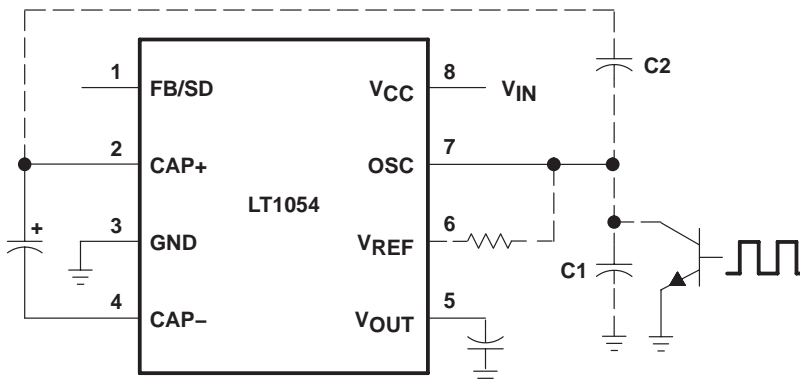 C2
1 FB/SD VCC 8 VIN
2 CAP+ OSC 7
LT1054
+ 3 GND VREF 6
C1
4 CAP− VOUT 5